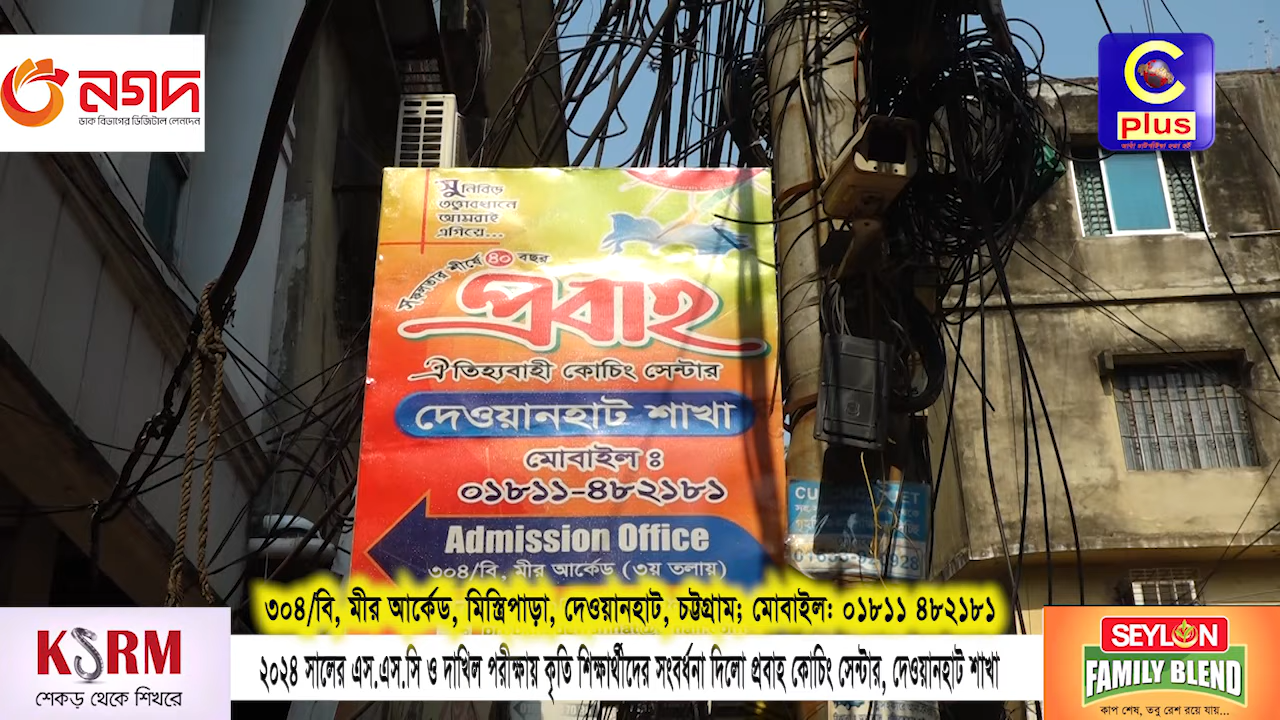 নগদ
ডাক বিভাগের ডিজিটাল লেনদেন
C
plus
সুনিবিড়
তত্ত্বাবধানে
আমরাই
এগিয়ে...
সফলতার শীর্ষে ৪০ বছর
প্রবাহ
ঐতিহ্যবাহী কোচিং সেন্টার
দেওয়ানহাট শাখা
মোবাইল ঃ
০১৮১১-৪৮২১৮১
Admission Office
৩০৪/বি, মীর আর্কেড (৩য় তলায়)
৩০৪/বি, মীর আর্কেড, মিস্ত্রিপাড়া, দেওয়ানহাট, চট্টগ্রাম; মোবাইল: ০১৮১১ ৪৮২১৮১
২০২৪ সালের এস.এস.সি ও দাখিল পরীক্ষায় কৃতি শিক্ষার্থীদের সংবর্ধনা দিলো প্রবাহ কোচিং সেন্টার, দেওয়ানহাট শাখা
KSRM
শেকড় থেকে শিখরে
SEYLON
FAMILY BLEND
কাপ শেষ, তবু রেশ রয়ে যায়...